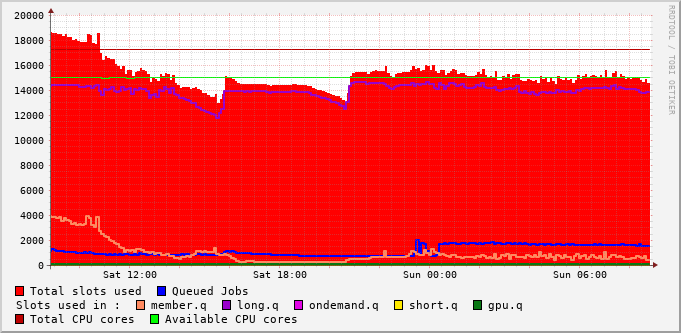 20000
18000
16000
14000
12000
10000
8000
6000
4000
2000
0
Sat 12:00 Sat 18:00 Sun 00:00 Sun 06:00
Total slots used Queued Jobs
Slots used in : member.q long.q ondemand.q short.q gpu.q
Total CPU cores Available CPU cores
RRDTOOL / TOBI OETIKER